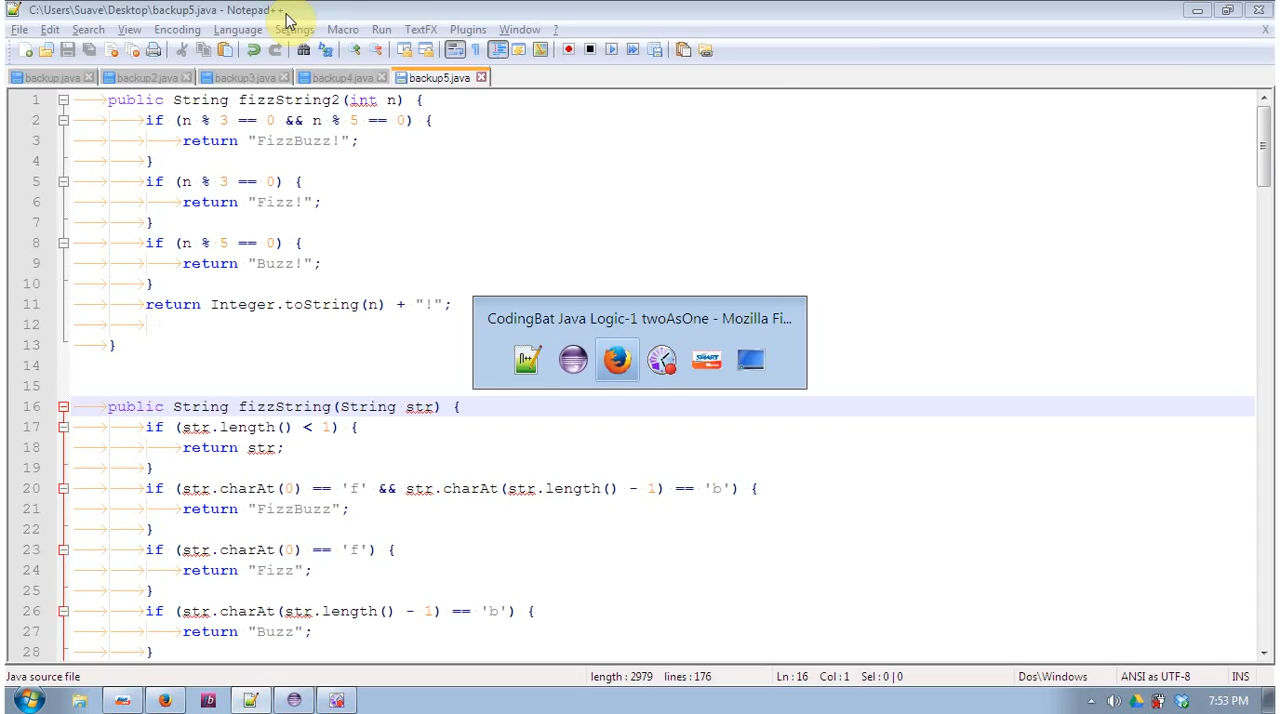 C:\Users\Suave\Desktop\backup5.java - Notepad++
File Edit Search View Encoding Language Settings Macro Run TextFX Plugins Window ? X
backup.java backup2.java backup3.java backup4.java backup5.java
1 public String fizzString2(int n) {
2 if (n % 3 == 0 && n % 5 == 0) {
3 return "FizzBuzz!";
4 }
5 if (n % 3 == 0) {
6 return "Fizz!";
7 }
8 if (n % 5 == 0) {
9 return "Buzz!";
10 }
11 return Integer.toString(n) + "!";
12
13 }
14
15
CodingBat Java Logic-1 twoAsOne - Mozilla Fi...
16 public String fizzString(String str) {
17 if (str.length() < 1) {
18 return str;
19 }
20 if (str.charAt(0) == 'f' && str.charAt(str.length() - 1) == 'b') {
21 return "FizzBuzz";
22 }
23 if (str.charAt(0) == 'f') {
24 return "Fizz";
25 }
26 if (str.charAt(str.length() - 1) == 'b') {
27 return "Buzz";
28 }
Java source file length : 2979 lines : 176 Ln : 16 Col : 1 Sel : 0 | 0 Dos\Windows ANSI as UTF-8 INS
7:53 PM